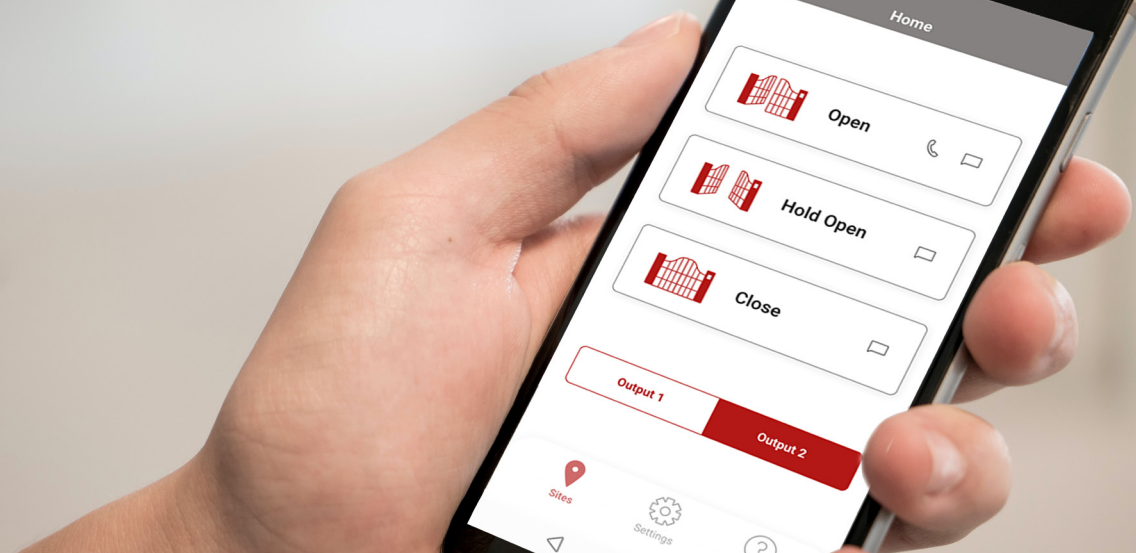 Home
Open
Hold Open
Close
Output 1
Output 2
Sites
Settings
?